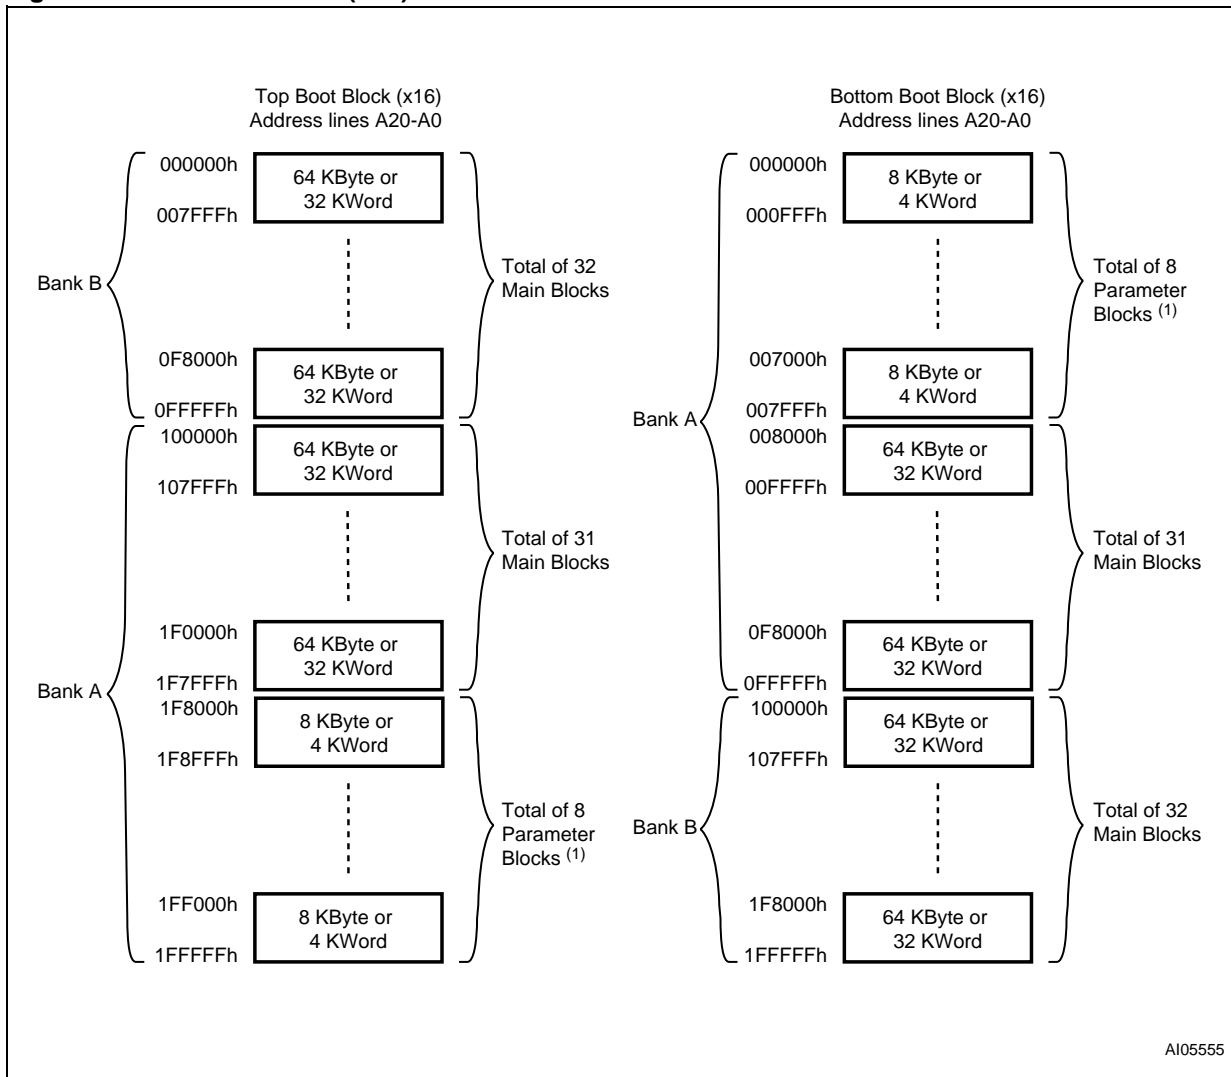 Top Boot Block (x16)
Address lines A20-A0
000000h
64 KByte or
32 KWord
007FFFh
Bank B
Total of 32
Main Blocks
0F8000h
64 KByte or
32 KWord
0FFFFFh
100000h
64 KByte or
32 KWord
107FFFh
Total of 31
Main Blocks
1F0000h
64 KByte or
32 KWord
1F7FFFh
Bank A
1F8000h
8 KByte or
4 KWord
1F8FFFh
Total of 8
Parameter
Blocks (1)
1FF000h
8 KByte or
4 KWord
1FFFFFh
Bottom Boot Block (x16)
Address lines A20-A0
000000h
8 KByte or
4 KWord
000FFFh
Total of 8
Parameter
Blocks (1)
007000h
8 KByte or
4 KWord
007FFFh
Bank A
008000h
64 KByte or
32 KWord
00FFFFh
Total of 31
Main Blocks
0F8000h
64 KByte or
32 KWord
0FFFFFh
100000h
64 KByte or
32 KWord
107FFFh
Bank B
Total of 32
Main Blocks
1F8000h
64 KByte or
32 KWord
1FFFFFh
AI05555